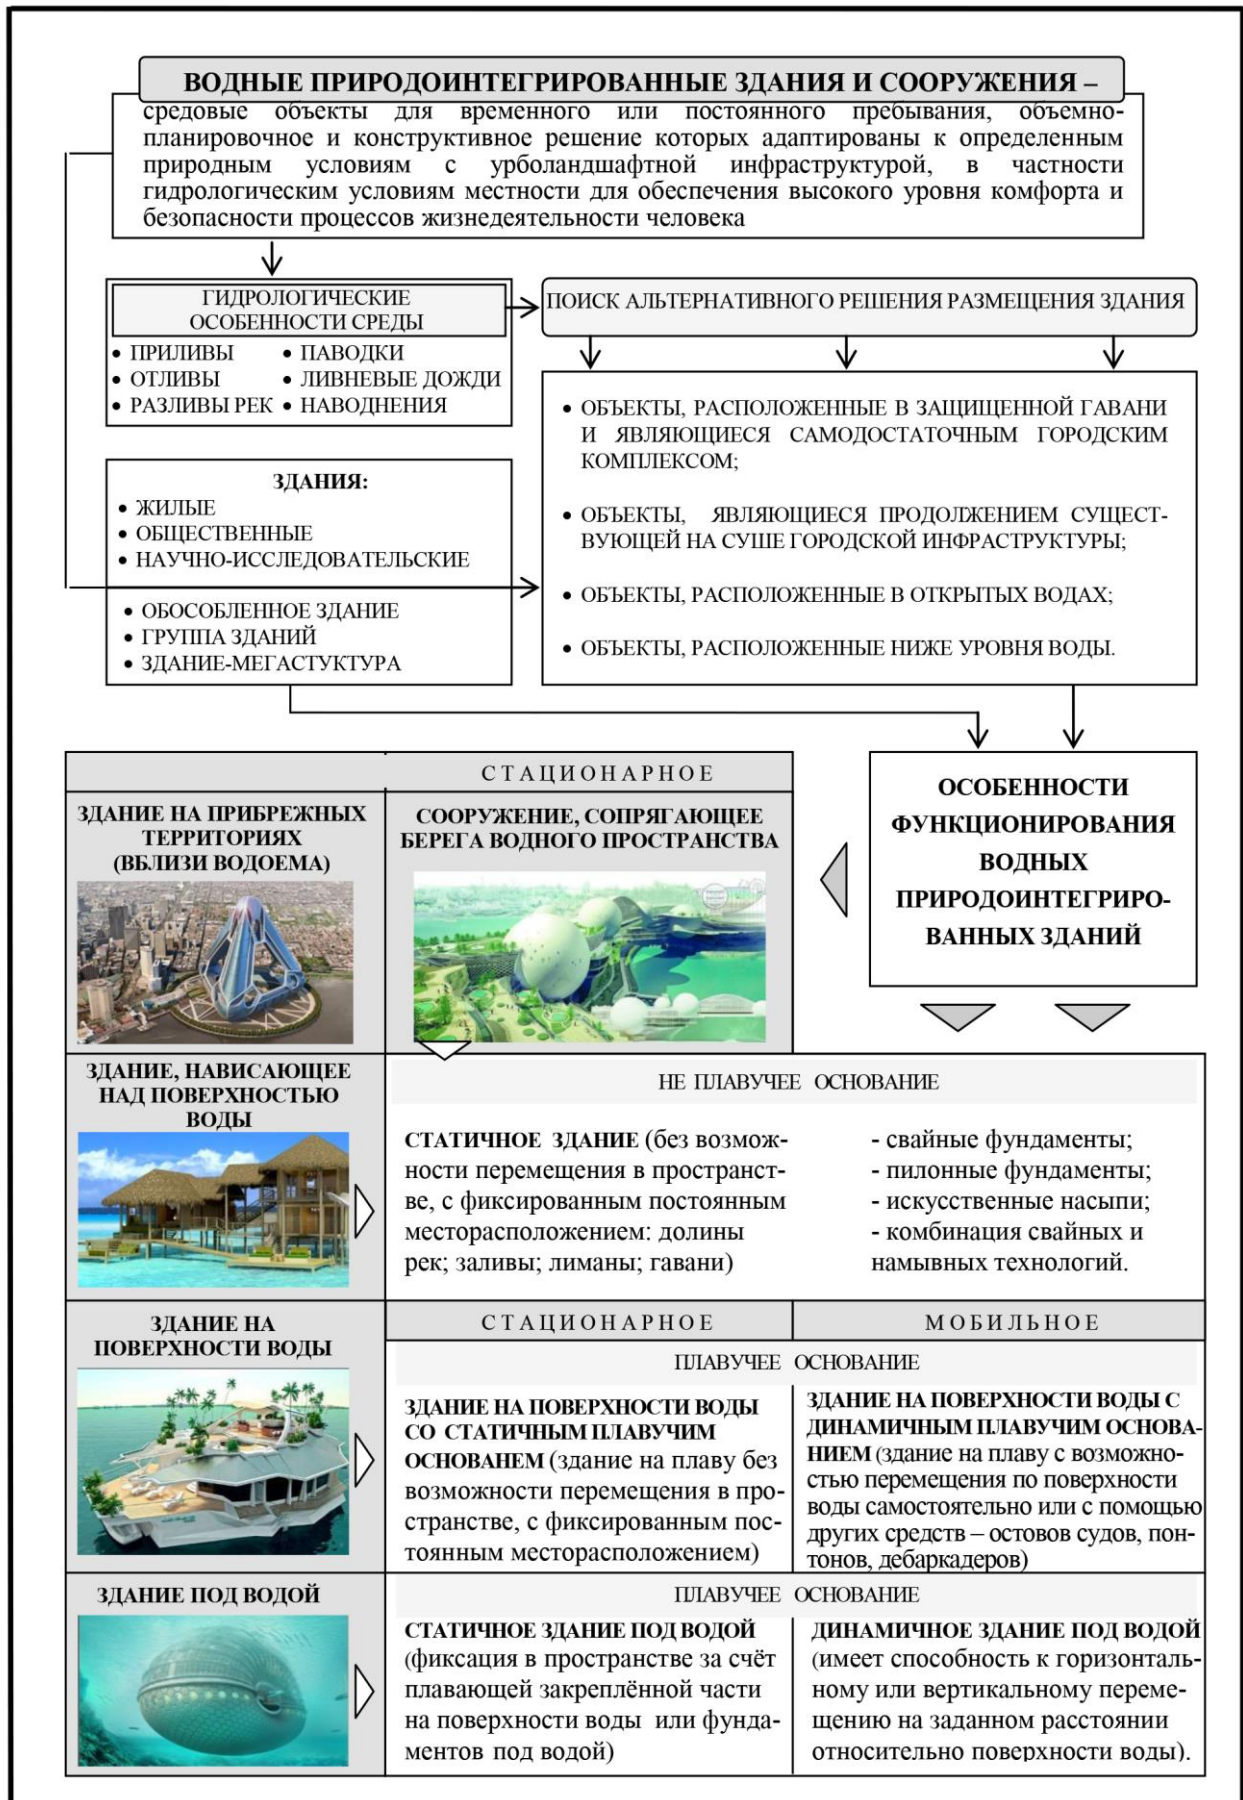 ВОДНЫЕ ПРИРОДОИНТЕГРИРОВАННЫЕ ЗДАНИЯ И СООРУЖЕНИЯ –
средовые объекты для временного или постоянного пребывания, объемно-
планировочное и конструктивное решение которых адаптированы к определенным
природным условиям с урболандшафтной инфраструктурой, в частности
гидрологическим условиям местности для обеспечения высокого уровня комфорта и
безопасности процессов жизнедеятельности человека
ГИДРОЛОГИЧЕСКИЕ
ОСОБЕННОСТИ СРЕДЫ
• ПРИЛИВЫ
• ОТЛИВЫ
• РАЗЛИВЫ РЕК
• ПАВОДКИ
• ЛИВНЕВЫЕ ДОЖДИ
• НАВОДНЕНИЯ
ПОИСК АЛЬТЕРНАТИВНОГО РЕШЕНИЯ РАЗМЕЩЕНИЯ ЗДАНИЯ
• ОБЪЕКТЫ, РАСПОЛОЖЕННЫЕ В ЗАЩИЩЕННОЙ ГАВАНИ
И ЯВЛЯЮЩИЕСЯ САМОДОСТАТОЧНЫМ ГОРОДСКИМ
КОМПЛЕКСОМ;
• ОБЪЕКТЫ, ЯВЛЯЮЩИЕСЯ ПРОДОЛЖЕНИЕМ СУЩЕСТ-
ВУЮЩЕЙ НА СУШЕ ГОРОДСКОЙ ИНФРАСТРУКТУРЫ;
• ОБЪЕКТЫ, РАСПОЛОЖЕННЫЕ В ОТКРЫТЫХ ВОДАХ;
• ОБЪЕКТЫ, РАСПОЛОЖЕННЫЕ НИЖЕ УРОВНЯ ВОДЫ.
ЗДАНИЯ:
• ЖИЛЫЕ
• ОБЩЕСТВЕННЫЕ
• НАУЧНО-ИССЛЕДОВАТЕЛЬСКИЕ
• ОБОСОБЛЕННОЕ ЗДАНИЕ
• ГРУППА ЗДАНИЙ
• ЗДАНИЕ-МЕГАСТУКТУРА
ОСОБЕННОСТИ
ФУНКЦИОНИРОВАНИЯ
ВОДНЫХ
ПРИРОДОИНТЕГРИРО-
ВАННЫХ ЗДАНИЙ
СТАЦИОНАРНОЕ
ЗДАНИЕ НА ПРИБРЕЖНЫХ
ТЕРРИТОРИЯХ
(ВБЛИЗИ ВОДОЕМА)
СООРУЖЕНИЕ, СОПРЯГАЮЩЕЕ
БЕРЕГА ВОДНОГО ПРОСТРАНСТВА
ЗДАНИЕ, НАВИСАЮЩЕЕ
НАД ПОВЕРХНОСТЬЮ
ВОДЫ
НЕ ПЛАВУЧЕЕ ОСНОВАНИЕ
СТАТИЧНОЕ ЗДАНИЕ (без возмож-
ности перемещения в пространст-
ве, с фиксированным постоянным
месторасположением: долины
рек; заливы; лиманы; гавани)
- свайные фундаменты;
- пилонные фундаменты;
- искусственные насыпи;
- комбинация свайных и
намывных технологий.
ЗДАНИЕ НА
ПОВЕРХНОСТИ ВОДЫ
СТАЦИОНАРНОЕ
МОБИЛЬНОЕ
ПЛАВУЧЕЕ ОСНОВАНИЕ
ЗДАНИЕ НА ПОВЕРХНОСТИ ВОДЫ
СО СТАТИЧНЫМ ПЛАВУЧИМ
ОСНОВАНЕМ (здание на плаву без
возможности перемещения в про-
странстве, с фиксированным пос-
тоянным месторасположением)
ЗДАНИЕ НА ПОВЕРХНОСТИ ВОДЫ С
ДИНАМИЧНЫМ ПЛАВУЧИМ ОСНОВА-
НИЕМ (здание на плаву с возможно-
стью перемещения по поверхности
воды самостоятельно или с помощью
других средств – остовов судов, пон-
тонов, дебаркадеров)
ЗДАНИЕ ПОД ВОДОЙ
ПЛАВУЧЕЕ ОСНОВАНИЕ
СТАТИЧНОЕ ЗДАНИЕ ПОД ВОДОЙ
(фиксация в пространстве за счёт
плавающей закреплённой части
на поверхности воды или фунда-
ментов под водой)
ДИНАМИЧНОЕ ЗДАНИЕ ПОД ВОДОЙ
(имеет способность к горизонталь-
ному или вертикальному переме-
щению на заданном расстоянии
относительно поверхности воды).